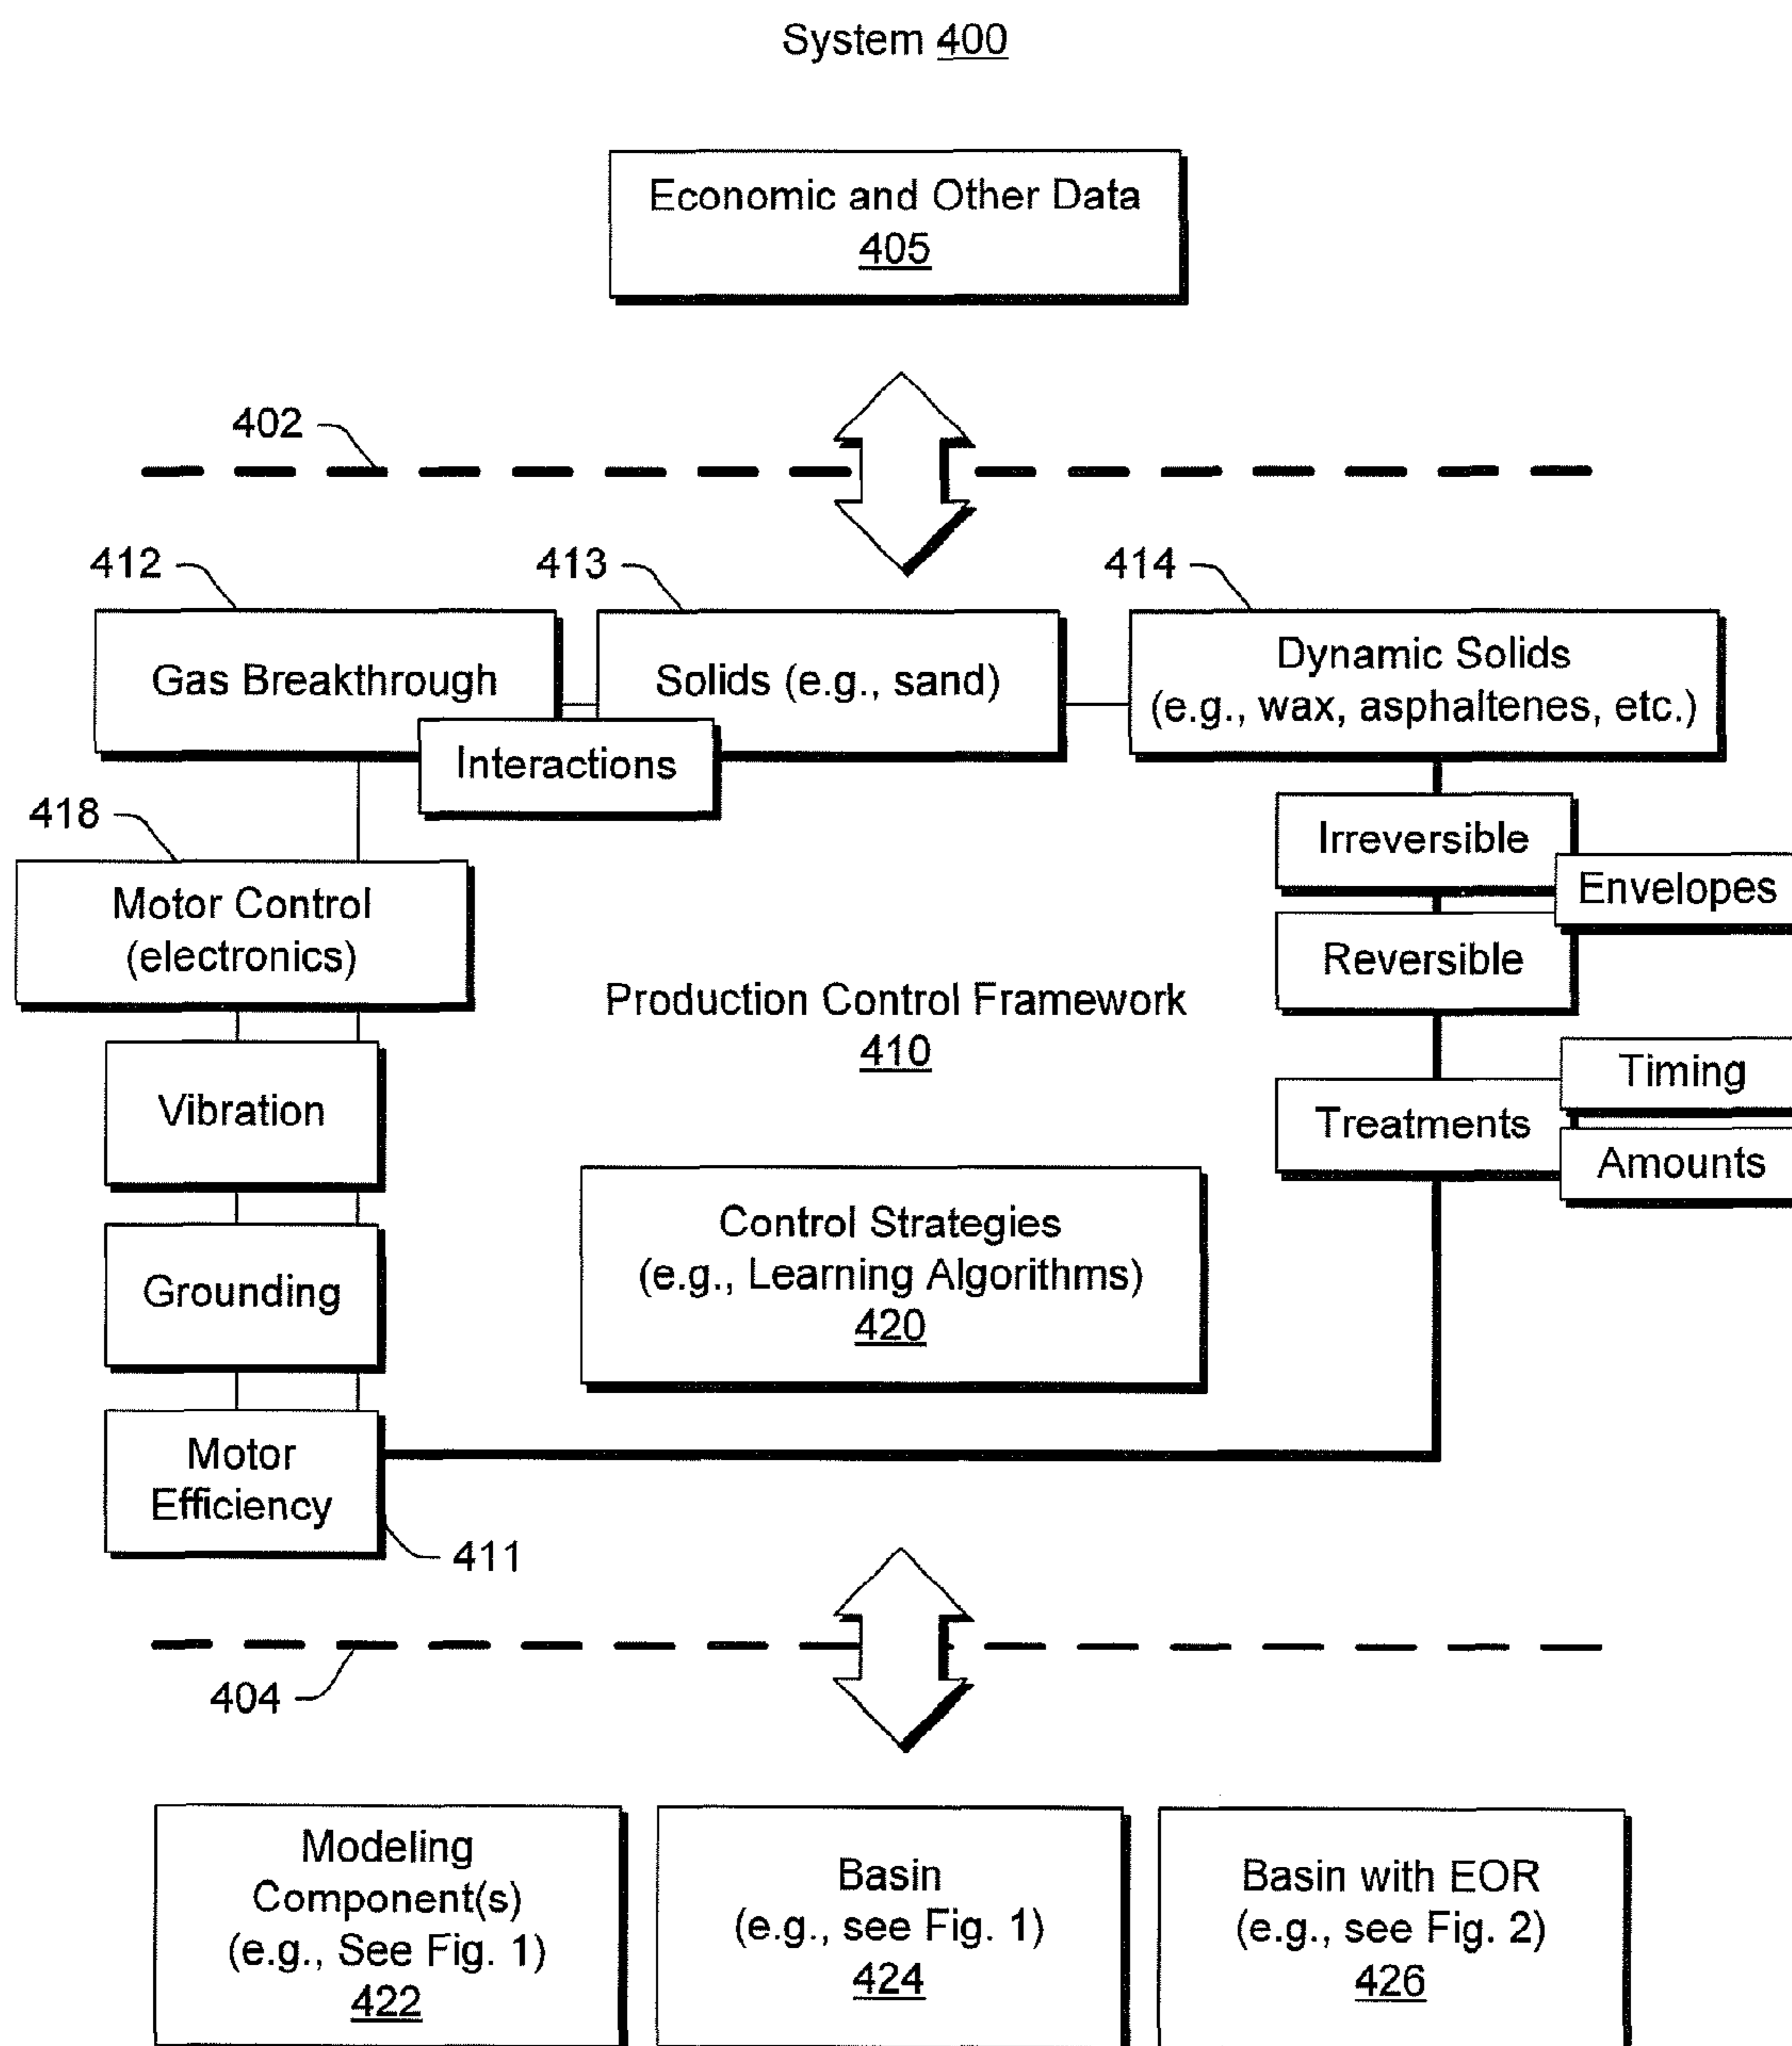 System 400
Economic and Other Data
405
402
412
413
414
Gas Breakthrough
Solids (e.g., sand)
Dynamic Solids
(e.g., wax, asphaltenes, etc.)
Interactions
418
Irreversible
Envelopes
Motor Control
(electronics)
Reversible
Production Control Framework
410
Timing
Vibration
Treatments
Amounts
Control Strategies
(e.g., Learning Algorithms)
420
Grounding
Motor
Efficiency
411
404
Modeling
Component(s)
(e.g., See Fig. 1)
422
Basin
(e.g., see Fig. 1)
424
Basin with EOR
(e.g., see Fig. 2)
426